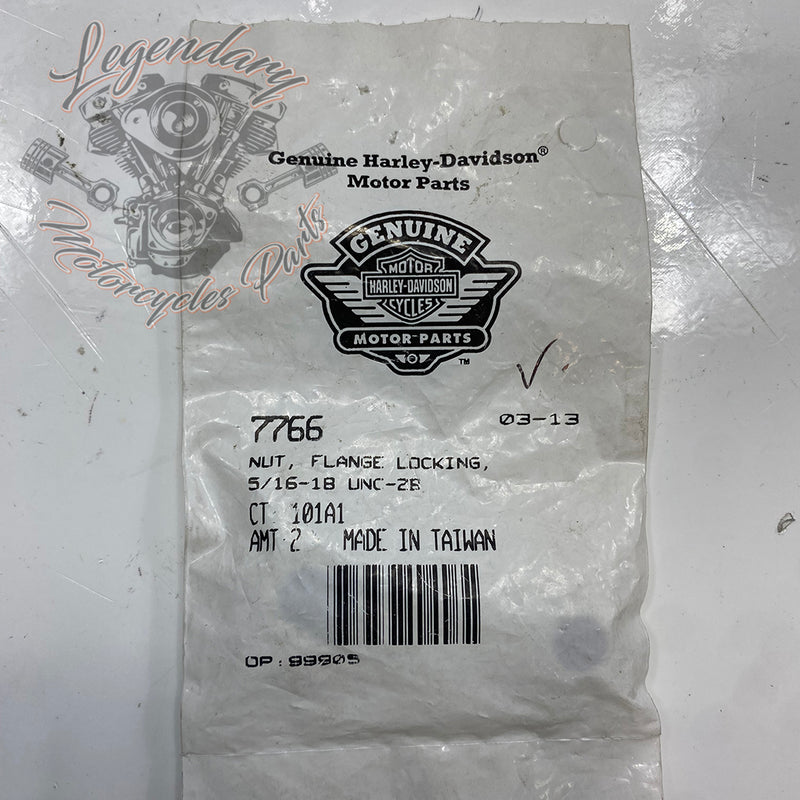 Legendary
Motorcycles Parts
Genuine Harley-Davidson®
Motor Parts
GENUINE
MOTOR
HARLEY-DAVIDSON
CYCLES
MOTOR PARTS
TM
7766
03-13
NUT, FLANGE LOCKING,
5/16-18 UNC-2B
CT 101A1
AMT 2 MADE IN TAIWAN
OP: 99905